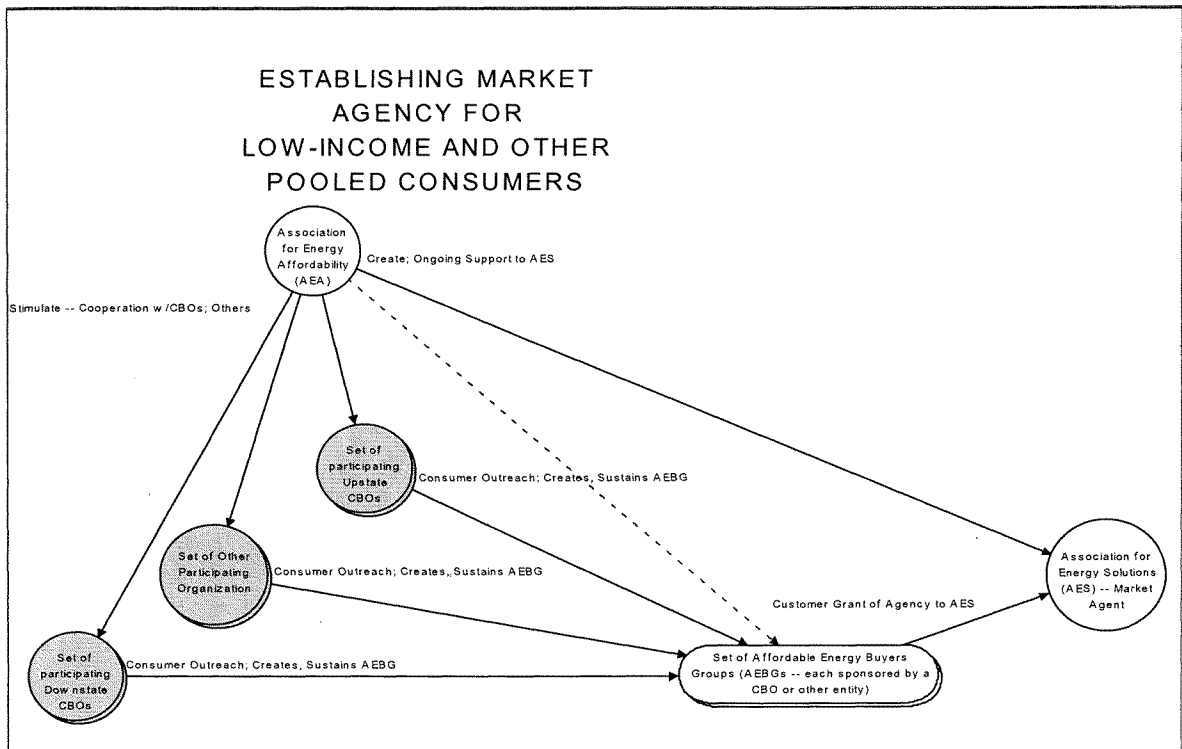 ESTABLISHING MARKET
AGENCY FOR
LOW-INCOME AND OTHER
POOLED CONSUMERS
Association
for Energy
Affordability
(AEA)
Create; Ongoing Support to AES
Stimulate -- Cooperation w/CBOs; Others
Set of
participating
Upstate
CBOs
Consumer Outreach; Creates, Sustains AEBG
Set of Other
Participating
Organization
Consumer Outreach; Creates, Sustains AEBG
Association for
Energy Solutions
(AES) -- Market
Agent
Customer Grant of Agency to AES
Set of
participating
Downstate
CBOs
Consumer Outreach; Creates, Sustains AEBG
Set of Affordable Energy Buyers
Groups (AEBGs -- each sponsored by a
CBO or other entity)